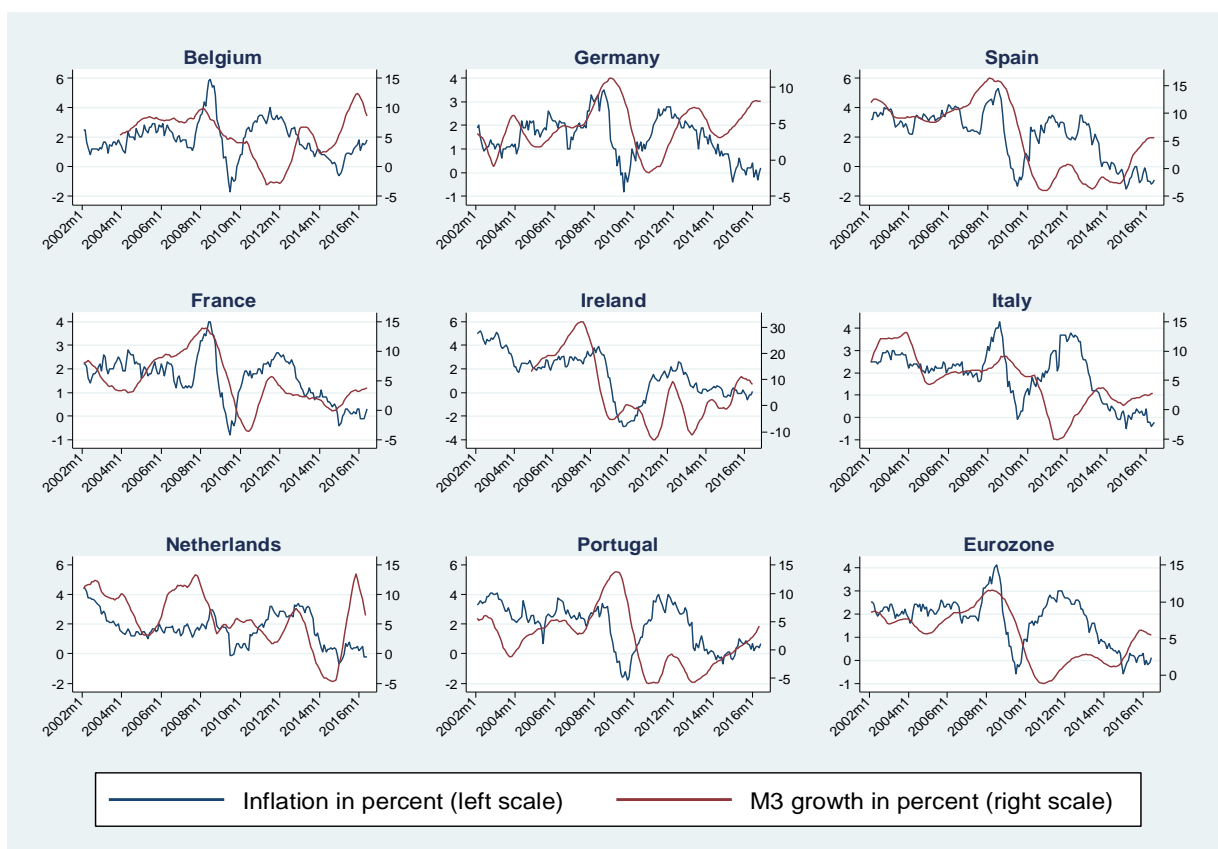 Belgium Germany Spain
6 15 4 10 6 15
4 10 3 5 4 10
2 5 2 0 2 5
0 0 1 -5 0 0
-2 -5 0 -2 -5
-1
2002m1 2004m1 2006m1 2008m1 2010m1 2012m1 2014m1 2016m1 2002m1 2004m1 2006m1 2008m1 2010m1 2012m1 2014m1 2016m1 2002m1 2004m1 2006m1 2008m1 2010m1 2012m1 2014m1 2016m1
France Ireland Italy
4 15 6 30 4 15
3 10 4 20 3 10
2 5 2 10 2 5
1 0 0 0 1 0
0 -5 -2 -10 0 -5
-1 -4 -1
2002m1 2004m1 2006m1 2008m1 2010m1 2012m1 2014m1 2016m1 2002m1 2004m1 2006m1 2008m1 2010m1 2012m1 2014m1 2016m1 2002m1 2004m1 2006m1 2008m1 2010m1 2012m1 2014m1 2016m1
Netherlands Portugal Eurozone
6 15 6 15 4 15
4 10 4 10 3 10
2 5 2 5 2 5
0 0 0 0 1 0
-2 -5 -2 -5 0
-1
2002m1 2004m1 2006m1 2008m1 2010m1 2012m1 2014m1 2016m1 2002m1 2004m1 2006m1 2008m1 2010m1 2012m1 2014m1 2016m1 2002m1 2004m1 2006m1 2008m1 2010m1 2012m1 2014m1 2016m1
Inflation in percent (left scale) M3 growth in percent (right scale)